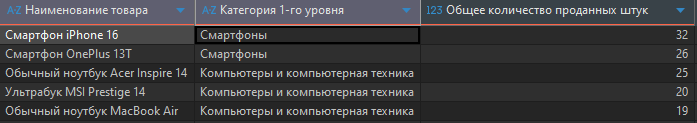 A-Z Наименование товара A-Z Категория 1-го уровня 123 Общее количество проданных штук
Смартфон iPhone 16 Смартфоны 32
Смартфон OnePlus 13T Смартфоны 26
Обычный ноутбук Acer Inspire 14 Компьютеры и компьютерная техника 25
Ультрабук MSI Prestige 14 Компьютеры и компьютерная техника 20
Обычный ноутбук MacBook Air Компьютеры и компьютерная техника 19